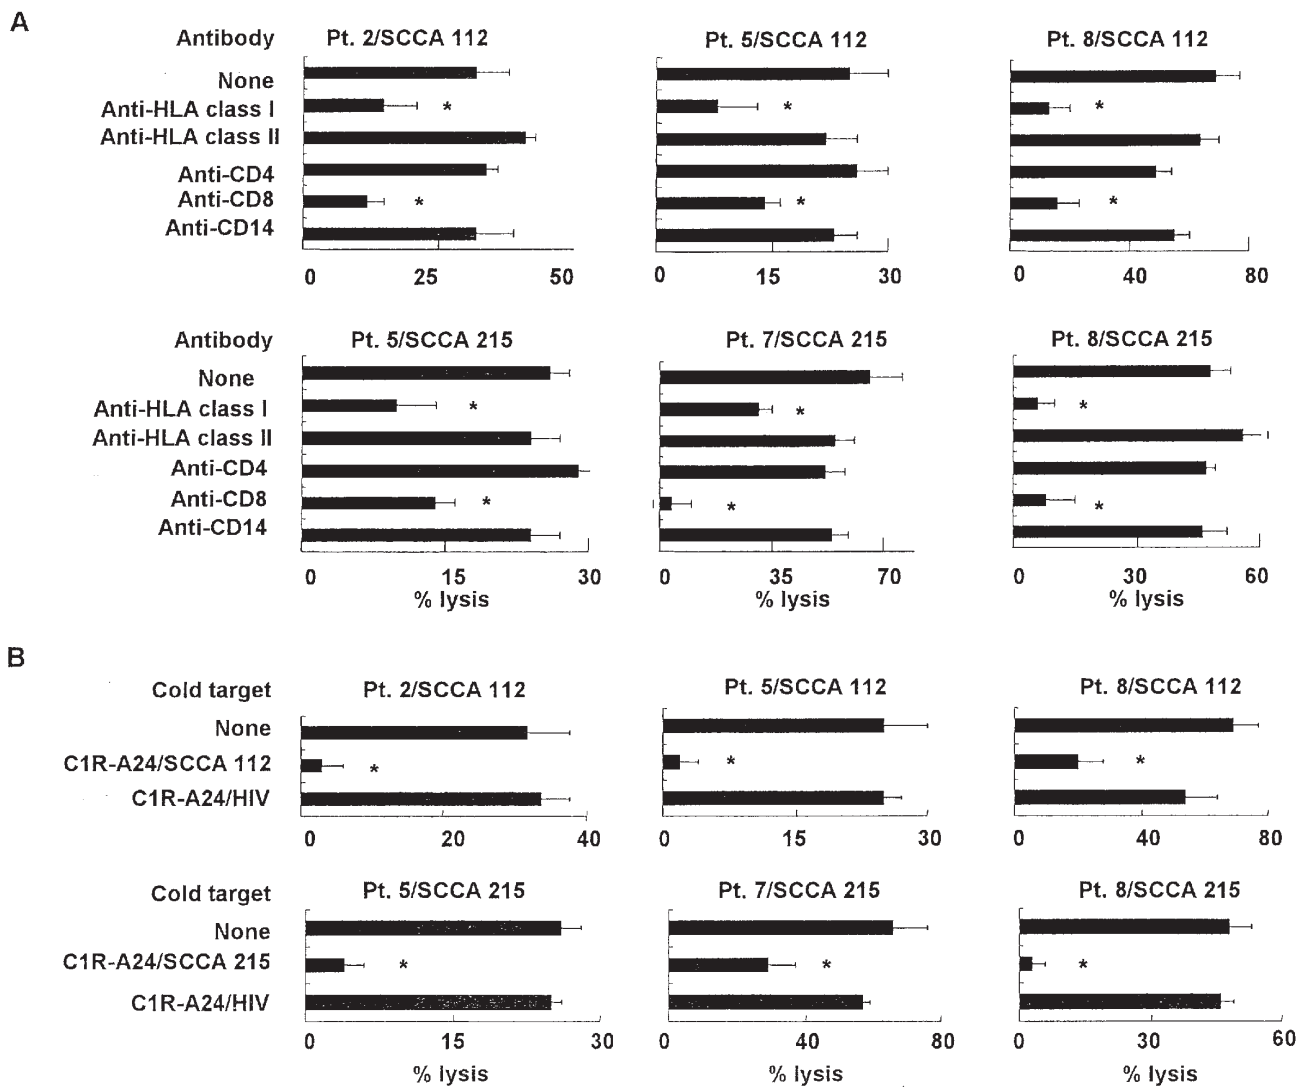 A
Antibody Pt. 2/SCCA 112 Pt. 5/SCCA 112 Pt. 8/SCCA 112
None
Anti-HLA class I * * *
Anti-HLA class II
Anti-CD4
Anti-CD8 * * *
Anti-CD14
0 25 50 0 15 30 0 40 80
Antibody Pt. 5/SCCA 215 Pt. 7/SCCA 215 Pt. 8/SCCA 215
None
Anti-HLA class I * * *
Anti-HLA class II
Anti-CD4
Anti-CD8 * * *
Anti-CD14
0 15 30 0 35 70 0 30 60
% lysis % lysis % lysis
B
Cold target Pt. 2/SCCA 112 Pt. 5/SCCA 112 Pt. 8/SCCA 112
None
C1R-A24/SCCA 112 * * *
C1R-A24/HIV
0 20 40 0 15 30 0 40 80
Cold target Pt. 5/SCCA 215 Pt. 7/SCCA 215 Pt. 8/SCCA 215
None
C1R-A24/SCCA 215 * * *
C1R-A24/HIV
0 15 30 0 40 80 0 30 60
% lysis % lysis % lysis